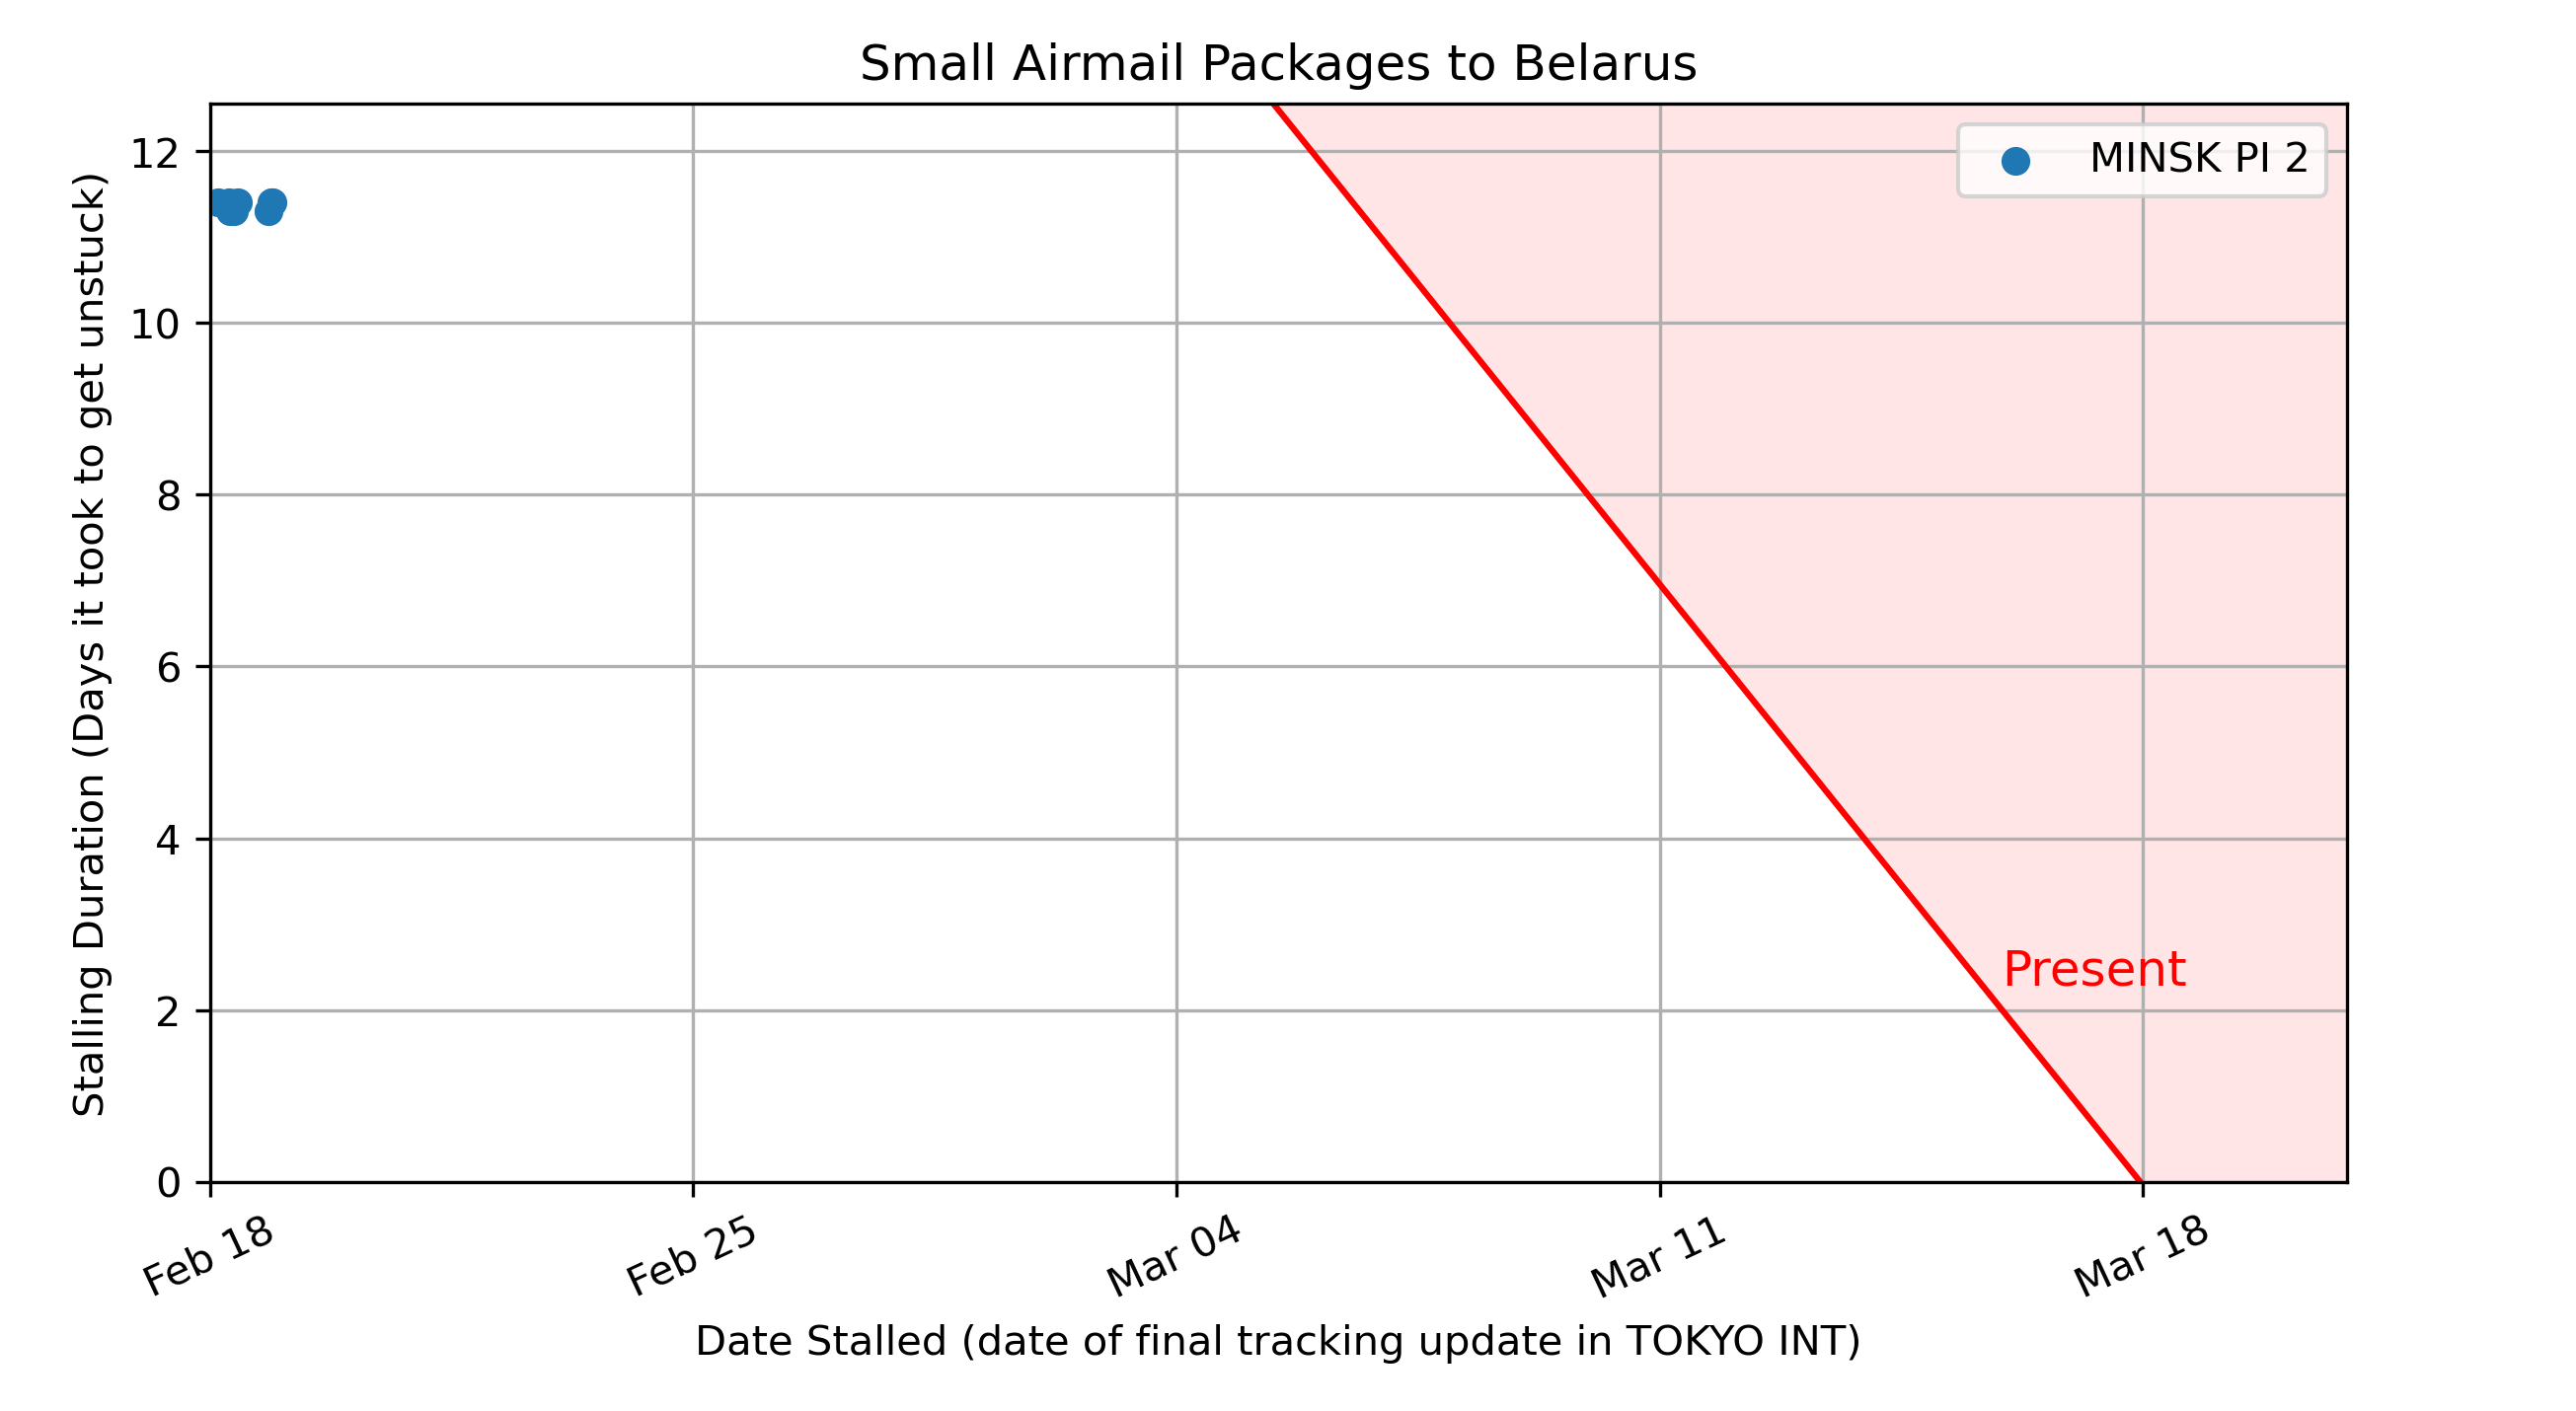 Small Airmail Packages to Belarus
MINSK PI 2
Stalling Duration (Days it took to get unstuck)
12
10
8
6
4
2
0
Present
Feb 18
Feb 25
Mar 04
Mar 11
Mar 18
Date Stalled (date of final tracking update in TOKYO INT)